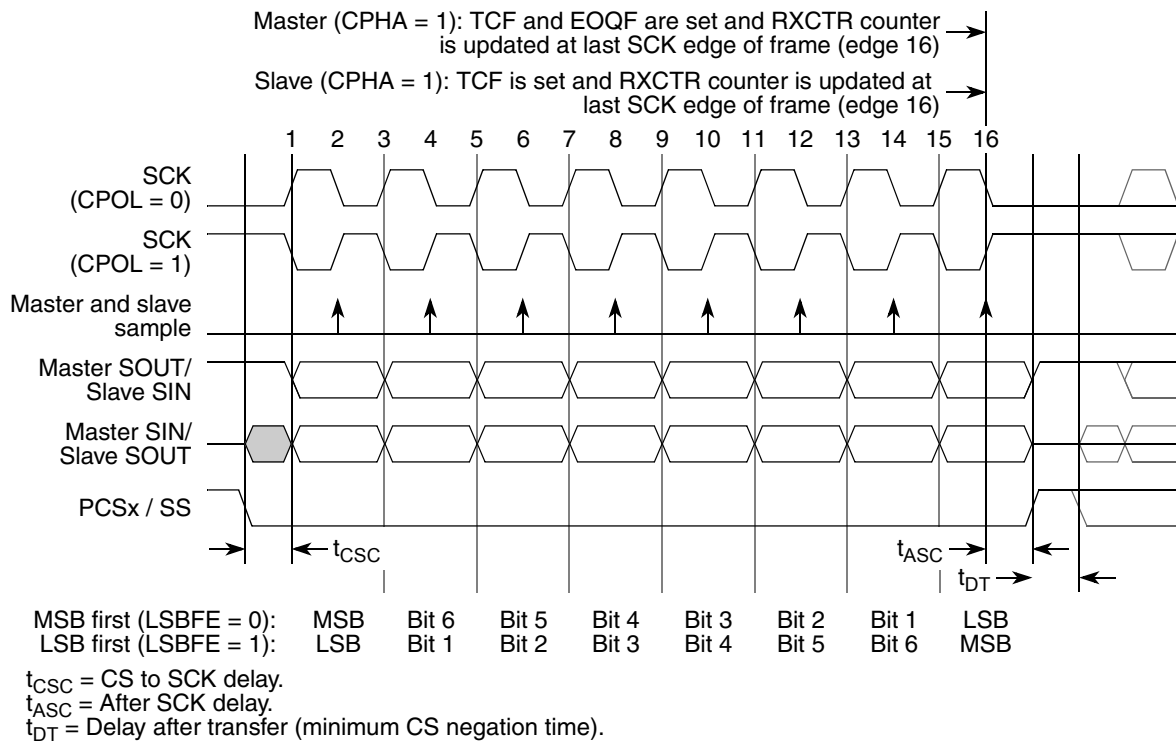 Master (CPHA = 1): TCF and EOQF are set and RXCTR counter
is updated at last SCK edge of frame (edge 16)
Slave (CPHA = 1): TCF is set and RXCTR counter is updated at
last SCK edge of frame (edge 16)
1 2 3 4 5 6 7 8 9 10 11 12 13 14 15 16
SCK
(CPOL = 0)
SCK
(CPOL = 1)
Master and slave
sample
Master SOUT/
Slave SIN
Master SIN/
Slave SOUT
PCSx / SS
tCSC tASC
tDT
MSB first (LSBFE = 0): MSB Bit 6 Bit 5 Bit 4 Bit 3 Bit 2 Bit 1 LSB
LSB first (LSBFE = 1): LSB Bit 1 Bit 2 Bit 3 Bit 4 Bit 5 Bit 6 MSB
tCSC = CS to SCK delay.
tASC = After SCK delay.
tDT = Delay after transfer (minimum CS negation time).